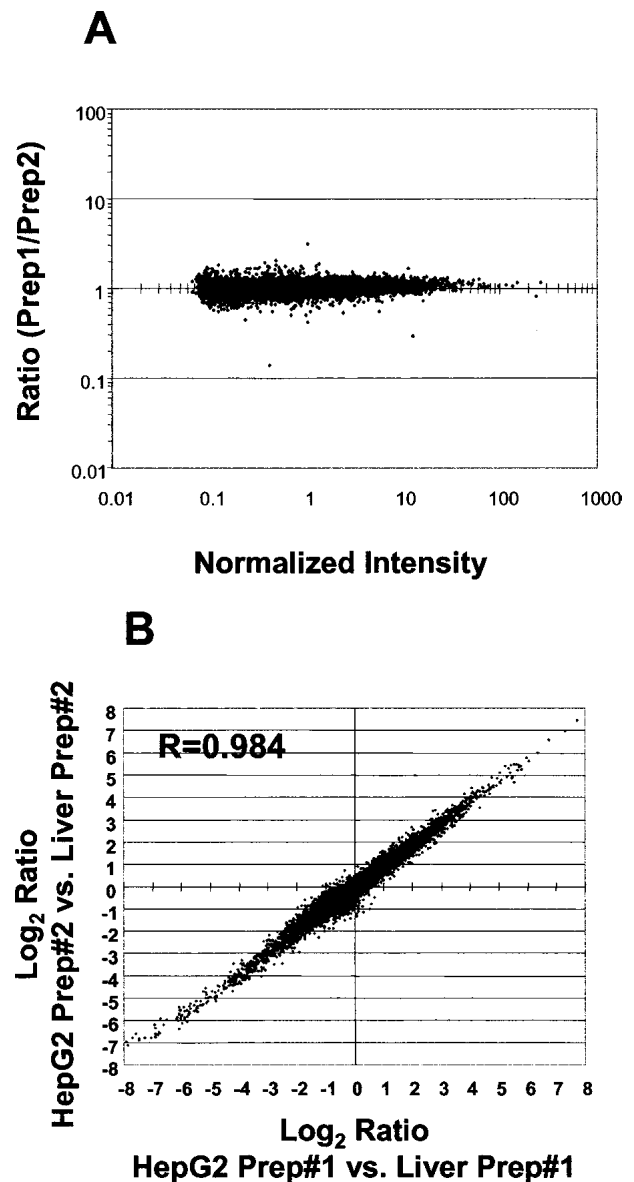 A
Ratio (Prep1/Prep2)
100
10
1
0.1
0.01
0.01 0.1 1 10 100 1000
Normalized Intensity
B
Log₂ Ratio
HepG2 Prep#2 vs. Liver Prep#2
8
7
6
5
4
3
2
1
0
-1
-2
-3
-4
-5
-6
-7
-8
R=0.984
-8 -7 -6 -5 -4 -3 -2 -1 0 1 2 3 4 5 6 7 8
Log₂ Ratio
HepG2 Prep#1 vs. Liver Prep#1